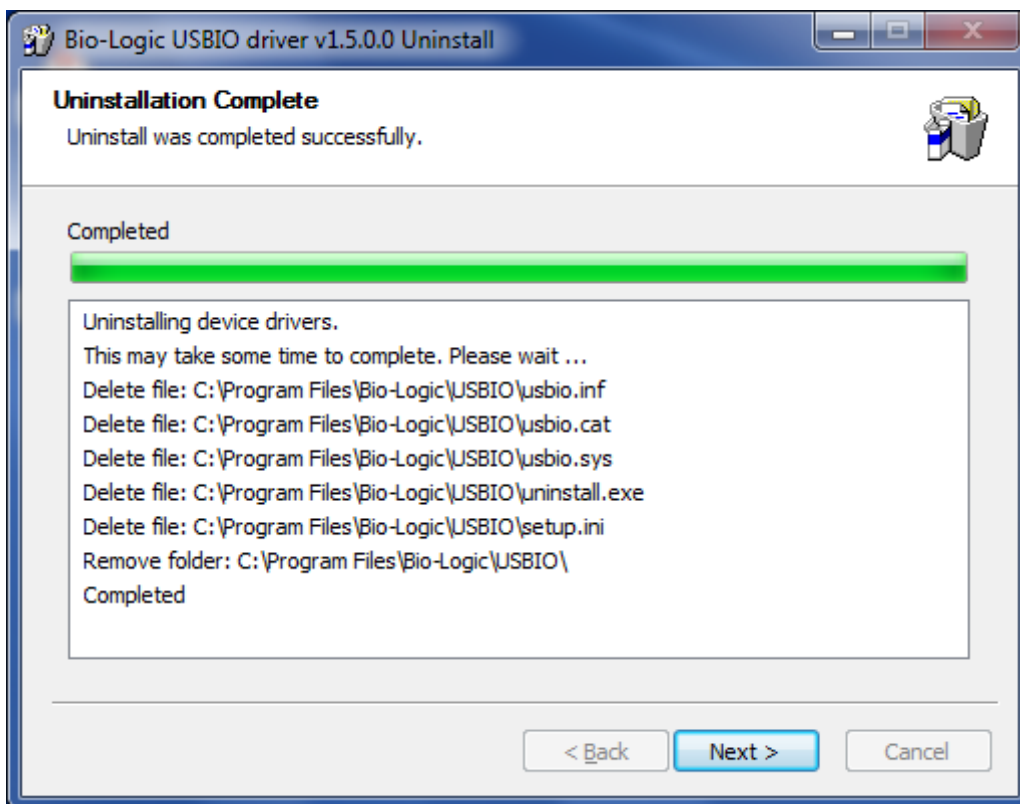 Bio-Logic USBIO driver v1.5.0.0 Uninstall
Uninstallation Complete
Uninstall was completed successfully.
Completed
Uninstalling device drivers.
This may take some time to complete. Please wait ...
Delete file: C:\Program Files\Bio-Logic\USBIO\usbio.inf
Delete file: C:\Program Files\Bio-Logic\USBIO\usbio.cat
Delete file: C:\Program Files\Bio-Logic\USBIO\usbio.sys
Delete file: C:\Program Files\Bio-Logic\USBIO\uninstall.exe
Delete file: C:\Program Files\Bio-Logic\USBIO\setup.ini
Remove folder: C:\Program Files\Bio-Logic\USBIO\
Completed
< Back Next > Cancel